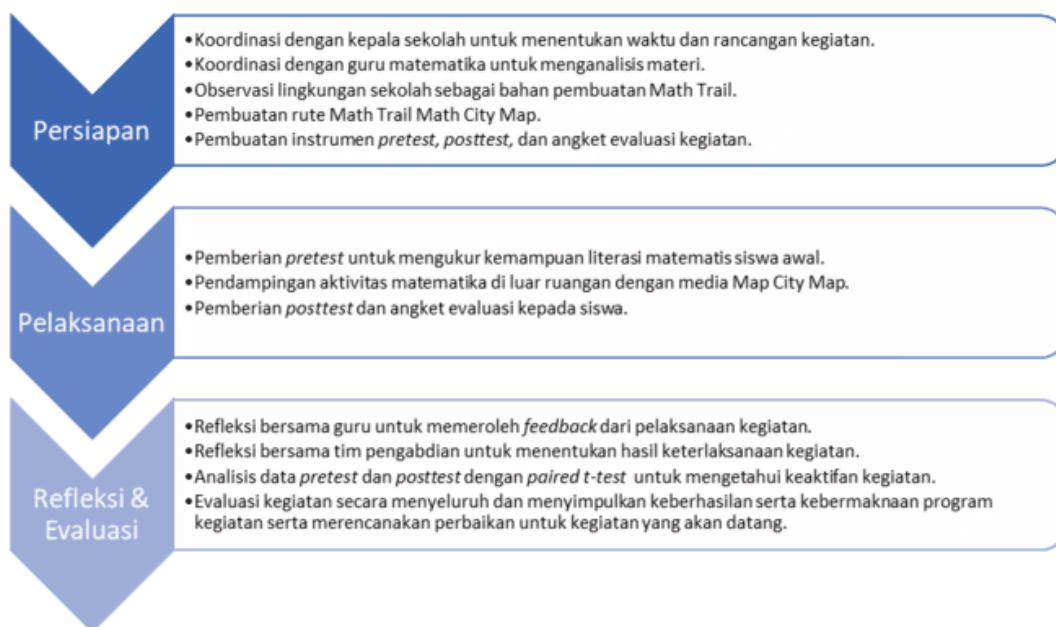 Persiapan
•Koordinasi dengan kepala sekolah untuk menentukan waktu dan rancangan kegiatan.
•Koordinasi dengan guru matematika untuk menganalisis materi.
•Observasi lingkungan sekolah sebagai bahan pembuatan Math Trail.
•Pembuatan rute Math Trail Math City Map.
•Pembuatan instrumen pretest, posttest, dan angket evaluasi kegiatan.
Pelaksanaan
•Pemberian pretest untuk mengukur kemampuan literasi matematis siswa awal.
•Pendampingan aktivitas matematika di luar ruangan dengan media Map City Map.
•Pemberian posttest dan angket evaluasi kepada siswa.
Refleksi &
Evaluasi
•Refleksi bersama guru untuk memeroleh feedback dari pelaksanaan kegiatan.
•Refleksi bersama tim pengabdian untuk menentukan hasil keterlaksanaan kegiatan.
•Analisis data pretest dan posttest dengan paired t-test untuk mengetahui keaktifan kegiatan.
•Evaluasi kegiatan secara menyeluruh dan menyimpulkan keberhasilan serta kebermaknaan program
kegiatan serta merencanakan perbaikan untuk kegiatan yang akan datang.